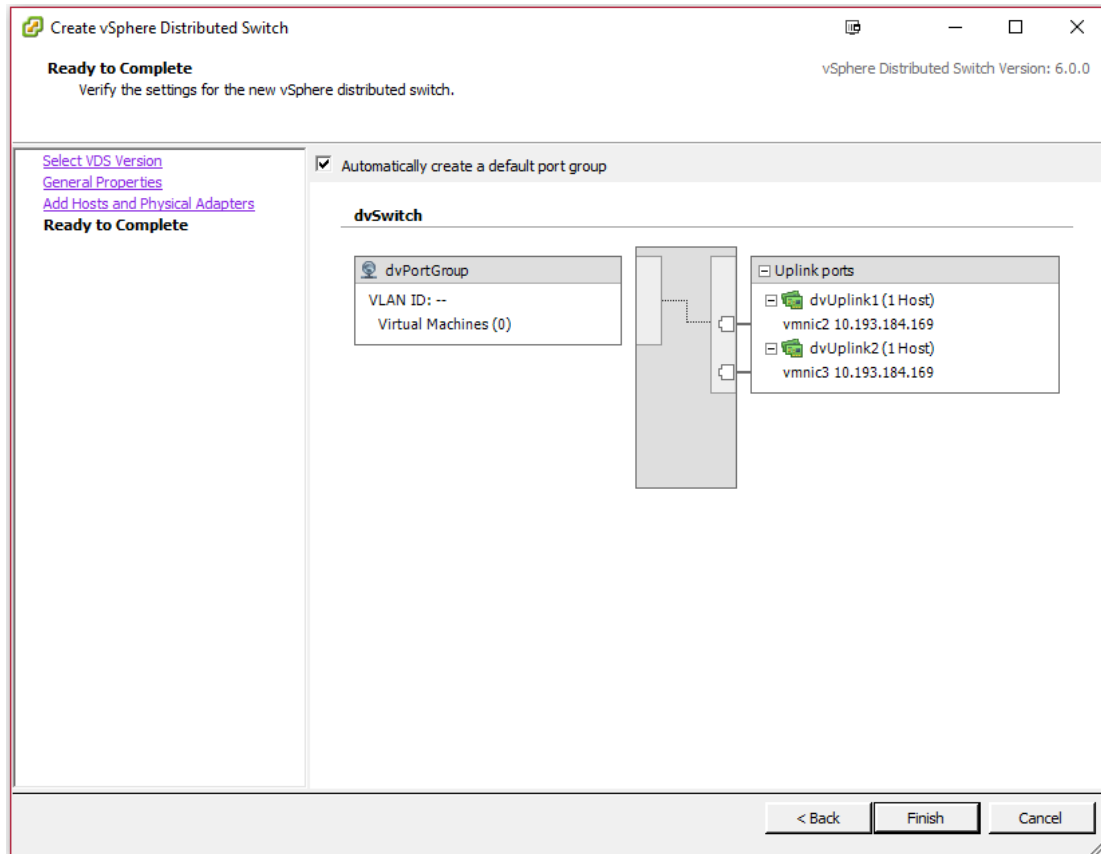 Create vSphere Distributed Switch
Ready to Complete
vSphere Distributed Switch Version: 6.0.0
Verify the settings for the new vSphere distributed switch.
Select VDS Version
General Properties
Add Hosts and Physical Adapters
Ready to Complete
Automatically create a default port group
dvSwitch
dvPortGroup
VLAN ID: --
Virtual Machines (0)
Uplink ports
dvUplink1 (1 Host)
vmnic2 10.193.184.169
dvUplink2 (1 Host)
vmnic3 10.193.184.169
< Back
Finish
Cancel